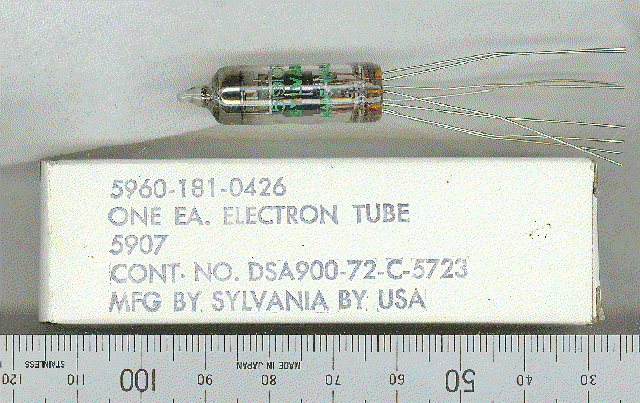 5960-181-0426
ONE EA. ELECTRON TUBE
5907
CONT. NO. DSA900-72-C-5723
MFG BY SYLVANIA BY USA
STAINLESS MADE IN JAPAN
120 110 100 90 80 70 60 50 40 30